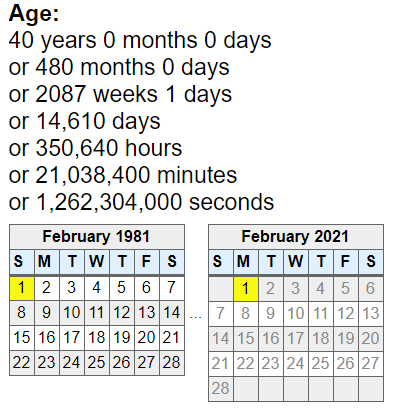 Age:
40 years 0 months 0 days
or 480 months 0 days
or 2087 weeks 1 days
or 14,610 days
or 350,640 hours
or 21,038,400 minutes
or 1,262,304,000 seconds
February 1981
S M T W T F S
1 2 3 4 5 6 7
8 9 10 11 12 13 14
15 16 17 18 19 20 21
22 23 24 25 26 27 28
...
February 2021
S M T W T F S
1 2 3 4 5 6
7 8 9 10 11 12 13
14 15 16 17 18 19 20
21 22 23 24 25 26 27
28